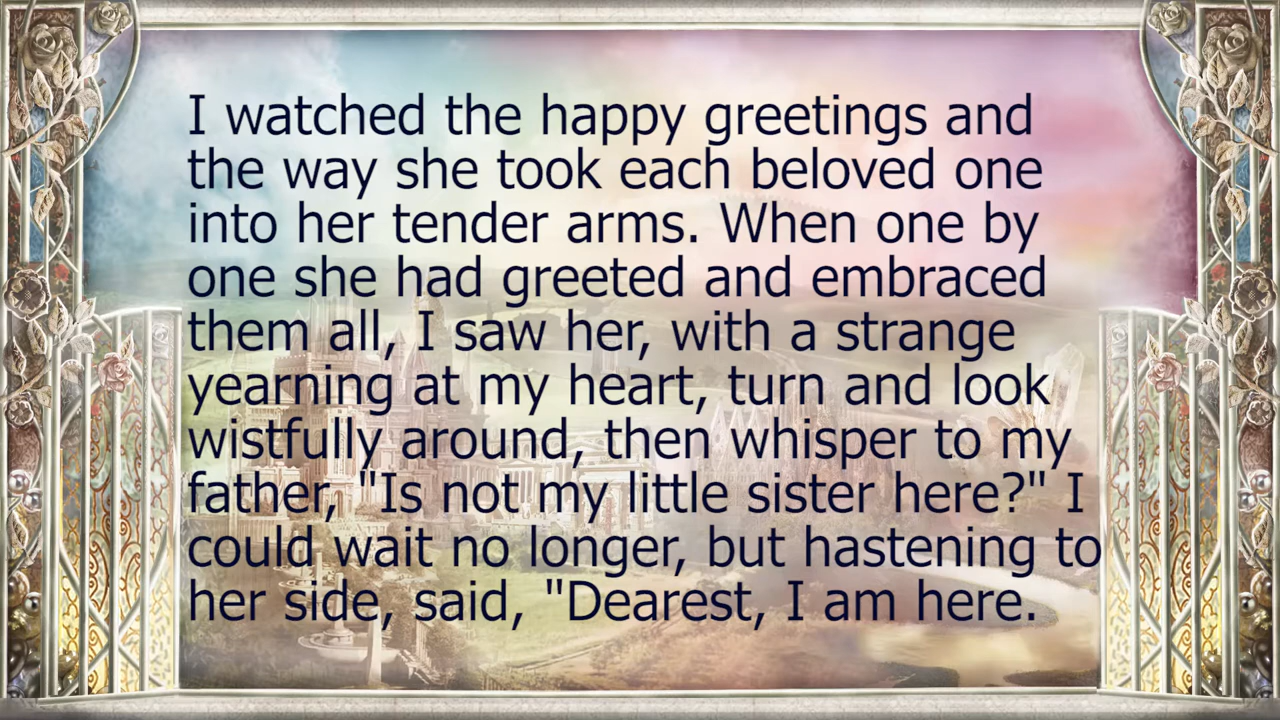 I watched the happy greetings and
the way she took each beloved one
into her tender arms. When one by
one she had greeted and embraced
them all, I saw her, with a strange
yearning at my heart, turn and look
wistfully around, then whisper to my
father, "Is not my little sister here?" I
could wait no longer, but hastening to
her side, said, "Dearest, I am here.